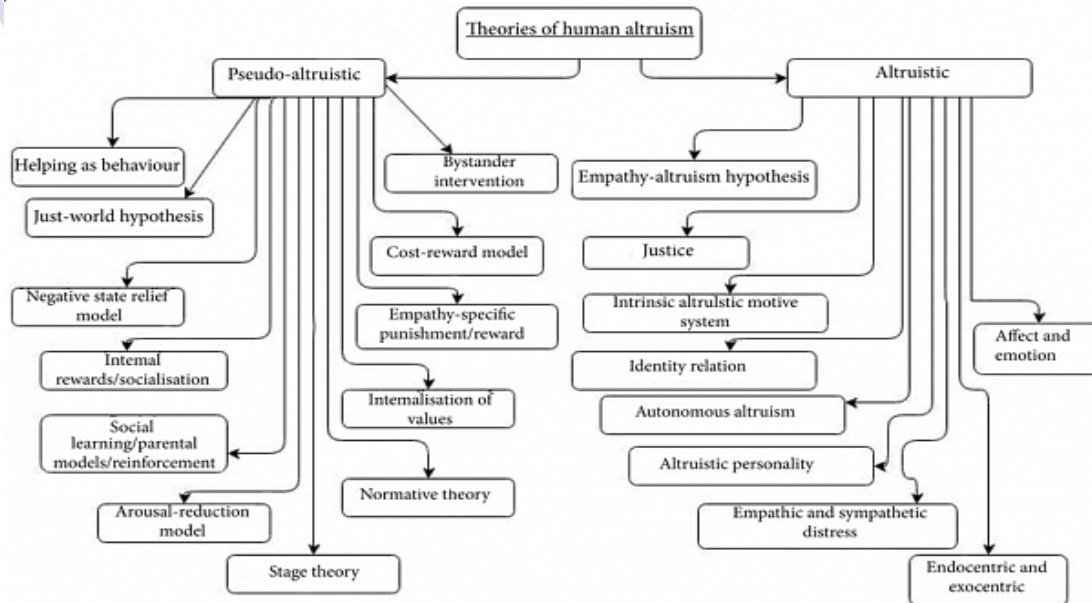 Theories of human altruism
Pseudo-altruistic
Altruistic
Helping as behaviour
Just-world hypothesis
Negative state relief
model
Internal
rewards/socialisation
Social
learning/parental
models/reinforcement
Arousal-reduction
model
Stage theory
Bystander
intervention
Cost-reward model
Empathy-specific
punishment/reward
Internalisation of
values
Normative theory
Empathy-altruism hypothesis
Justice
Intrinsic altrulstic motive
system
Identity relation
Autonomous altruism
Altruistic personality
Empathic and sympathetic
distress
Endocentric and
exocentric
Affect and
emotion